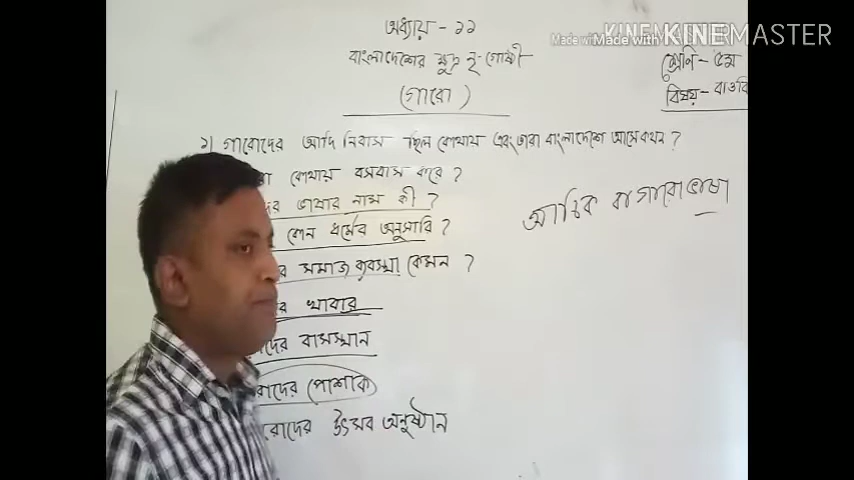 অধ্যায় - ১১
বাংলাদেশের ক্ষুদ্র নৃ-গোষ্ঠী
(গারো)
শ্রেণি - ৫ম
বিষয় - বাওবি
১) গারোদের আদি নিবাস ছিল কোথায় এবং তারা বাংলাদেশে আসে কখন ?
কোথায় বসবাস করে ?
দের ভাষার নাম কী ?
কোন ধর্মের অনুসারি ?
র সমাজ ব্যবস্থা কেমন ?
র খাবার
দের বাসস্থান
রোদের পোশাক
রোদের উৎসব অনুষ্ঠান
আচিক বা গারো ভাষা
Made with KINEMASTER